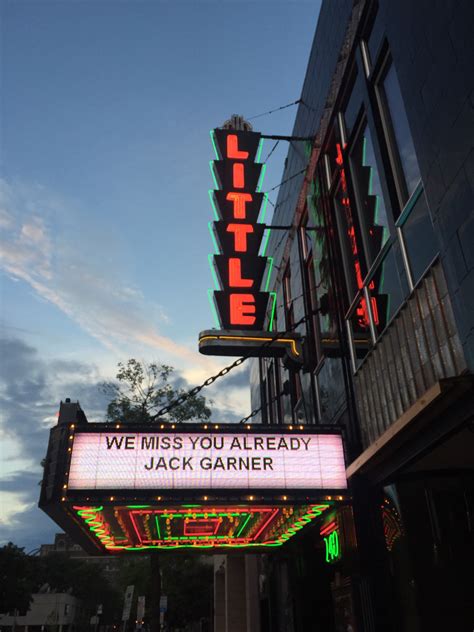 LITTLE
WE MISS YOU ALREADY
JACK GARNER
240